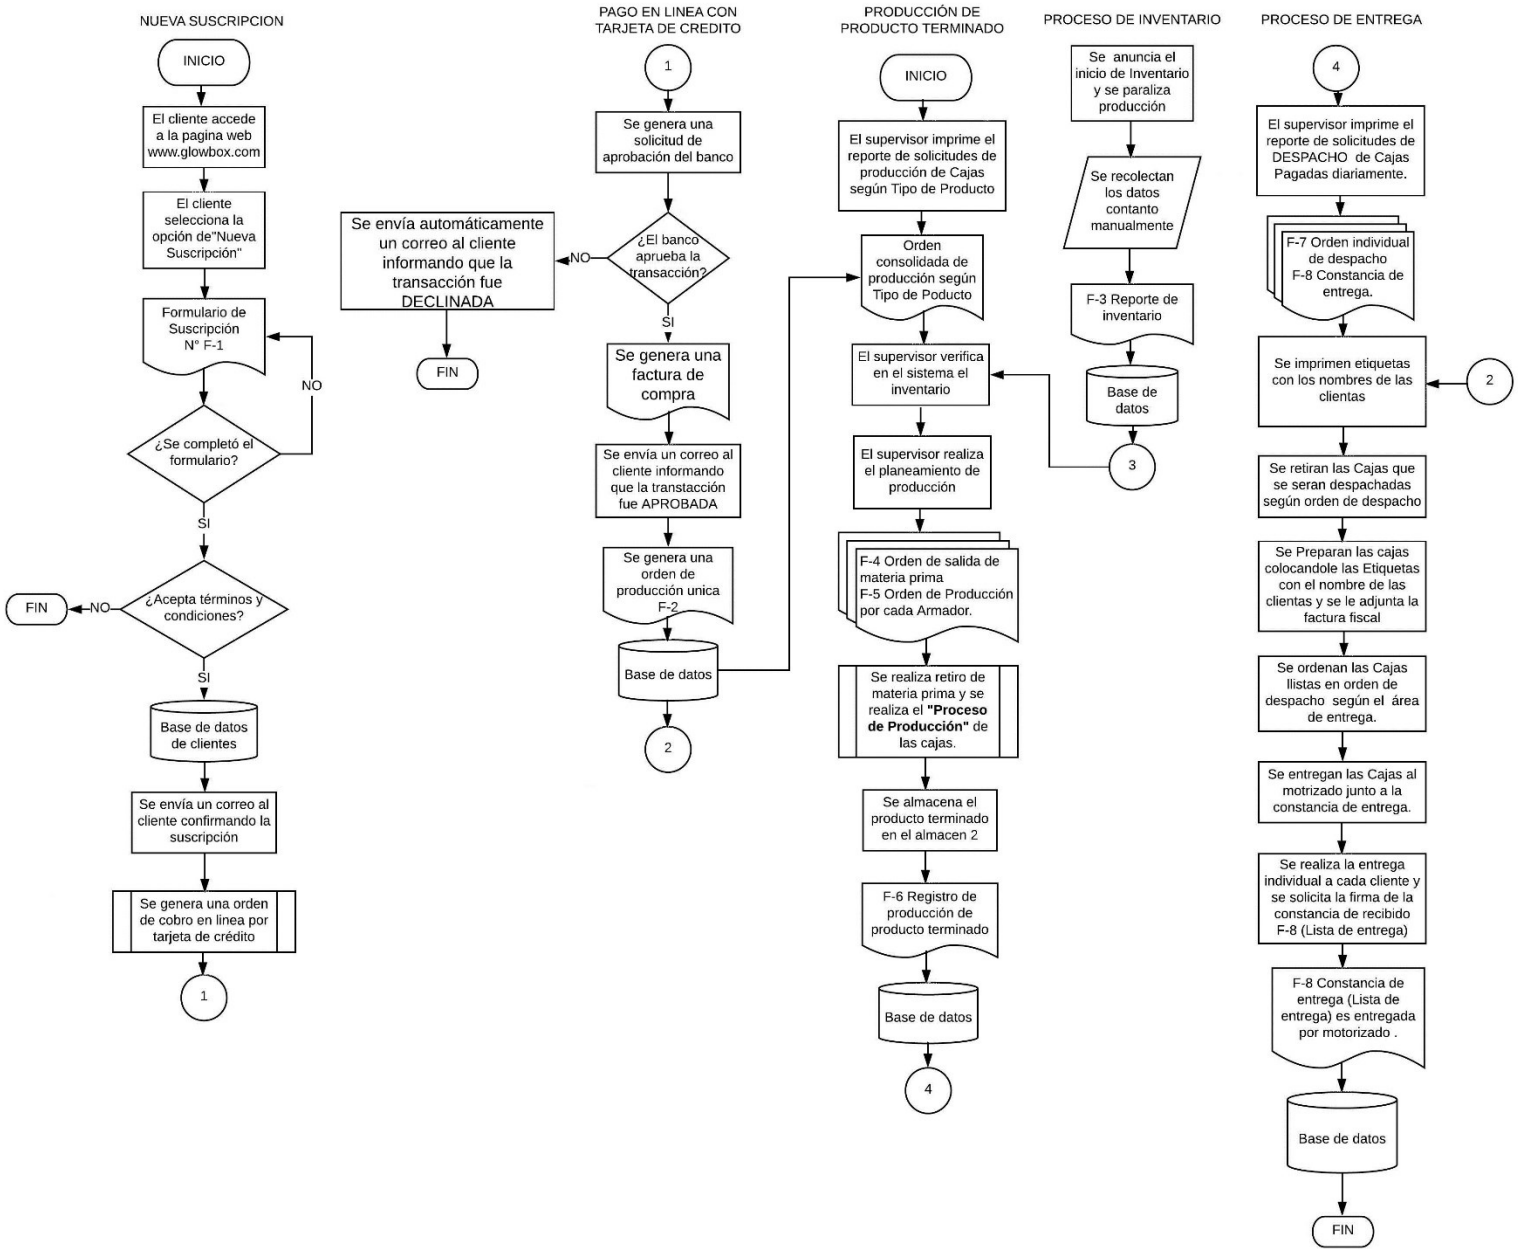 NUEVA SUSCRIPCION
INICIO
El cliente accede
a la pagina web
www.glowbox.com
El cliente
selecciona la
opción de"Nueva
Suscripción"
Formulario de
Suscripción
N° F-1
NO
¿Se completó el
formulario?
SI
¿Acepta términos y
condiciones?
NO
FIN
SI
Base de datos
de clientes
Se envía un correo al
cliente confirmando la
suscripción
Se genera una orden
de cobro en linea por
tarjeta de crédito
1
PAGO EN LINEA CON
TARJETA DE CREDITO
1
Se genera una
solicitud de
aprobación del banco
¿El banco
aprueba la
transacción?
NO
Se envía automáticamente
un correo al cliente
informando que la
transacción fue
DECLINADA
FIN
SI
Se genera una
factura de
compra
Se envía un correo al
cliente informando
que la transtacción
fue APROBADA
Se genera una
orden de
producción unica
F-2
Base de datos
2
PRODUCCIÓN DE
PRODUCTO TERMINADO
INICIO
El supervisor imprime el
reporte de solicitudes de
producción de Cajas
según Tipo de Producto
Orden
consolidada de
producción según
Tipo de Poducto
El supervisor verifica
en el sistema el
inventario
El supervisor realiza
el planeamiento de
producción
F-4 Orden de salida de
materia prima
F-5 Orden de Producción
por cada Armador.
Se realiza retiro de
materia prima y se
realiza el "Proceso
de Producción" de
las cajas.
Se almacena el
producto terminado
en el almacen 2
F-6 Registro de
producción de
producto terminado
Base de datos
4
PROCESO DE INVENTARIO
Se anuncia el
inicio de Inventario
y se paraliza
producción
Se recolectan
los datos
contanto
manualmente
F-3 Reporte de
inventario
Base de
datos
3
PROCESO DE ENTREGA
4
El supervisor imprime el
reporte de solicitudes de
DESPACHO de Cajas
Pagadas diariamente.
F-7 Orden individual
de despacho
F-8 Constancia de
entrega.
Se imprimen etiquetas
con los nombres de las
clientas
2
Se retiran las Cajas que
se seran despachadas
según orden de despacho
Se Preparan las cajas
colocandole las Etiquetas
con el nombre de las
clientas y se le adjunta la
factura fiscal
Se ordenan las Cajas
llistas en orden de
despacho según el área
de entrega.
Se entregan las Cajas al
motrizado junto a la
constancia de entrega.
Se realiza la entrega
individual a cada cliente y
se solicita la firma de la
constancia de recibido
F-8 (Lista de entrega)
F-8 Constancia de
entrega (Lista de
entrega) es entregada
por motorizado .
Base de datos
FIN